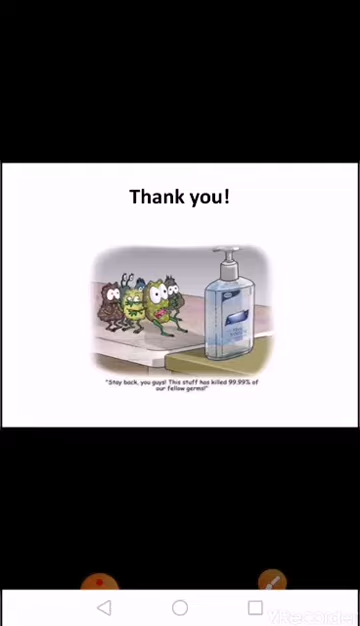 Thank you!
"Stay back, you guys! This stuff has killed 99.99% of
our fellow germs!"